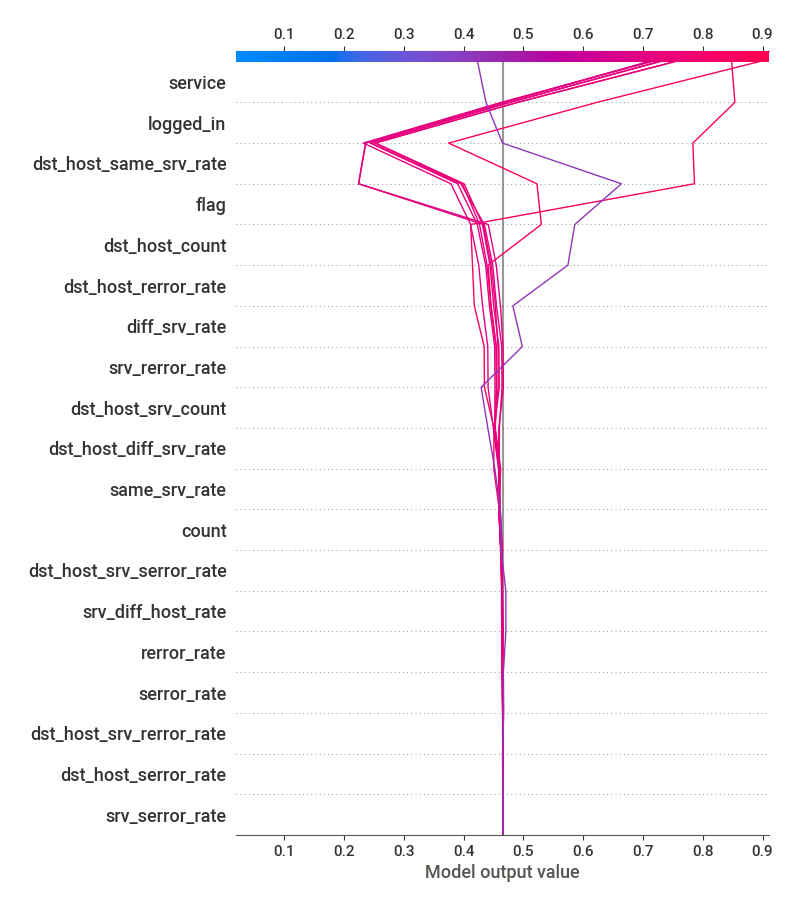 0.1 0.2 0.3 0.4 0.5 0.6 0.7 0.8 0.9
service
logged_in
dst_host_same_srv_rate
flag
dst_host_count
dst_host_rerror_rate
diff_srv_rate
srv_rerror_rate
dst_host_srv_count
dst_host_diff_srv_rate
same_srv_rate
count
dst_host_srv_serror_rate
srv_diff_host_rate
rerror_rate
serror_rate
dst_host_srv_rerror_rate
dst_host_serror_rate
srv_serror_rate
0.1 0.2 0.3 0.4 0.5 0.6 0.7 0.8 0.9
Model output value